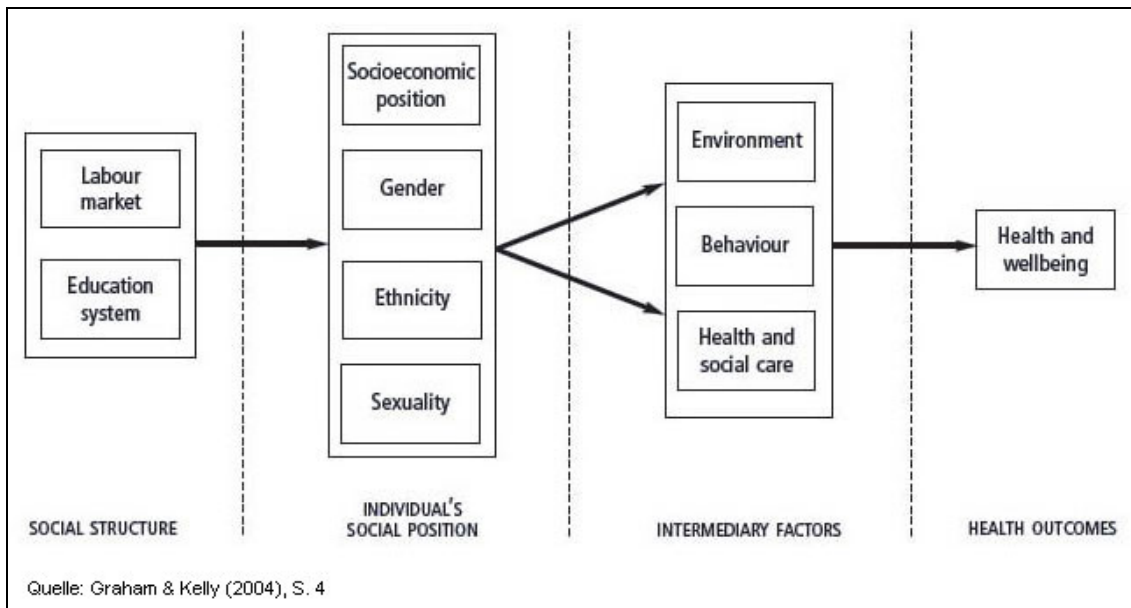 Labour
market
Education
system
Socioeconomic
position
Gender
Ethnicity
Sexuality
Environment
Behaviour
Health and
social care
Health and
wellbeing
SOCIAL STRUCTURE
INDIVIDUAL'S
SOCIAL POSITION
INTERMEDIARY FACTORS
HEALTH OUTCOMES
Quelle: Graham & Kelly (2004), S. 4